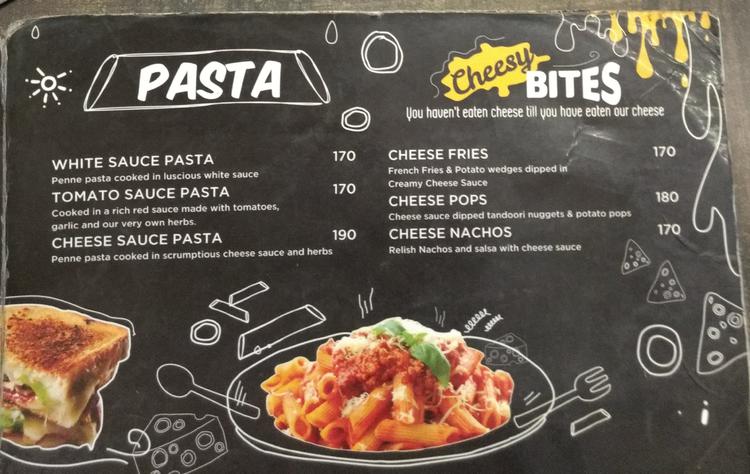 PASTA
WHITE SAUCE PASTA 170
Penne pasta cooked in luscious white sauce
TOMATO SAUCE PASTA 170
Cooked in a rich red sauce made with tomatoes,
garlic and our very own herbs.
CHEESE SAUCE PASTA 190
Penne pasta cooked in scrumptious cheese sauce and herbs
Cheesy
BITES
You haven't eaten cheese till you have eaten our cheese
CHEESE FRIES 170
French Fries & Potato wedges dipped in
Creamy Cheese Sauce
CHEESE POPS 180
Cheese sauce dipped tandoori nuggets & potato pops
CHEESE NACHOS 170
Relish Nachos and salsa with cheese sauce